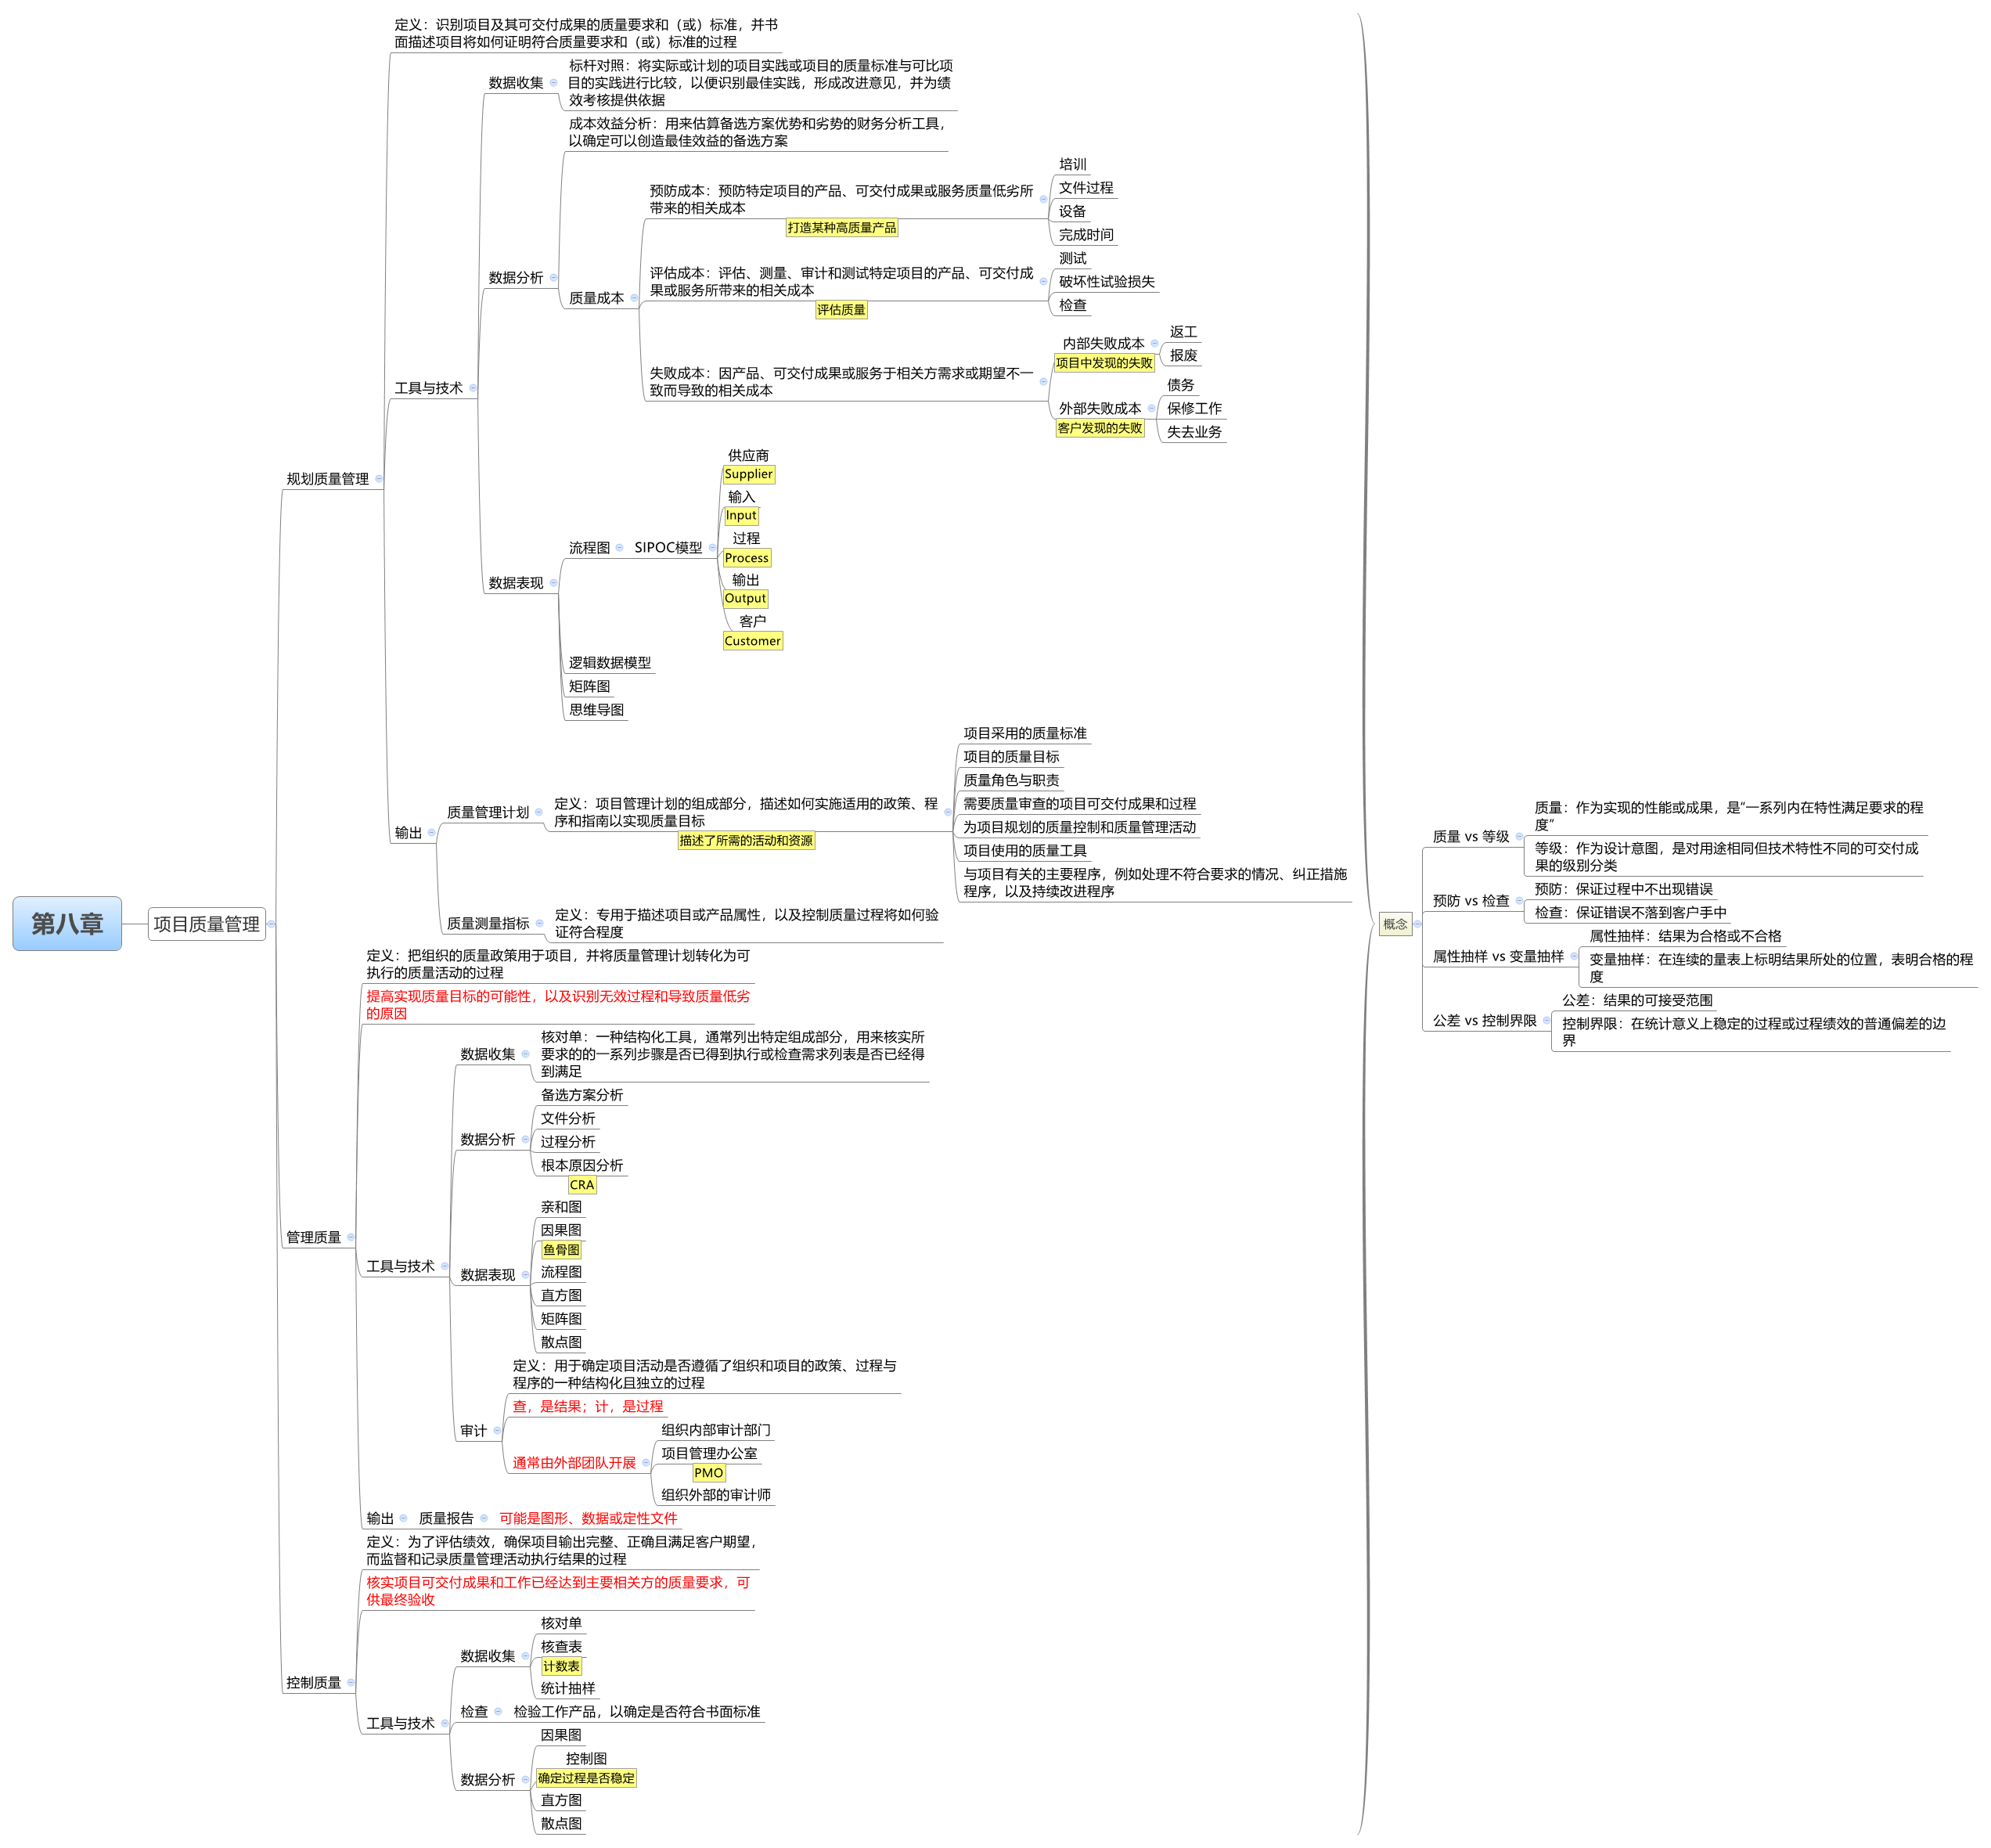 第八章
项目质量管理
规划质量管理
定义：识别项目及其可交付成果的质量要求和（或）标准，并书
面描述项目将如何证明符合质量要求和（或）标准的过程
工具与技术
数据收集
标杆对照：将实际或计划的项目实践或项目的质量标准与可比项
目的实践进行比较，以便识别最佳实践，形成改进意见，并为绩
效考核提供依据
数据分析
成本效益分析：用来估算备选方案优势和劣势的财务分析工具，
以确定可以创造最佳效益的备选方案
质量成本
预防成本：预防特定项目的产品、可交付成果或服务质量低劣所
带来的相关成本
打造某种高质量产品
培训
文件过程
设备
完成时间
评估成本：评估、测量、审计和测试特定项目的产品、可交付成
果或服务所带来的相关成本
评估质量
测试
破坏性试验损失
检查
失败成本：因产品、可交付成果或服务于相关方需求或期望不一
致而导致的相关成本
内部失败成本
项目中发现的失败
返工
报废
外部失败成本
客户发现的失败
债务
保修工作
失去业务
数据表现
流程图
SIPOC模型
供应商
Supplier
输入
Input
过程
Process
输出
Output
客户
Customer
逻辑数据模型
矩阵图
思维导图
输出
质量管理计划
定义：项目管理计划的组成部分，描述如何实施适用的政策、程
序和指南以实现质量目标
描述了所需的活动和资源
项目采用的质量标准
项目的质量目标
质量角色与职责
需要质量审查的项目可交付成果和过程
为项目规划的质量控制和质量管理活动
项目使用的质量工具
与项目有关的主要程序，例如处理不符合要求的情况、纠正措施
程序，以及持续改进程序
质量测量指标
定义：专用于描述项目或产品属性，以及控制质量过程将如何验
证符合程度
管理质量
定义：把组织的质量政策用于项目，并将质量管理计划转化为可
执行的质量活动的过程
提高实现质量目标的可能性，以及识别无效过程和导致质量低劣
的原因
工具与技术
数据收集
核对单：一种结构化工具，通常列出特定组成部分，用来核实所
要求的的一系列步骤是否已得到执行或检查需求列表是否已经得
到满足
数据分析
备选方案分析
文件分析
过程分析
根本原因分析
CRA
数据表现
亲和图
因果图
鱼骨图
流程图
直方图
矩阵图
散点图
审计
定义：用于确定项目活动是否遵循了组织和项目的政策、过程与
程序的一种结构化且独立的过程
查，是结果；计，是过程
通常由外部团队开展
组织内部审计部门
项目管理办公室
PMO
组织外部的审计师
输出
质量报告
可能是图形、数据或定性文件
控制质量
定义：为了评估绩效，确保项目输出完整、正确且满足客户期望，
而监督和记录质量管理活动执行结果的过程
核实项目可交付成果和工作已经达到主要相关方的质量要求，可
供最终验收
工具与技术
数据收集
核对单
核查表
计数表
统计抽样
检查
检验工作产品，以确定是否符合书面标准
数据分析
因果图
控制图
确定过程是否稳定
直方图
散点图
概念
质量 vs 等级
质量：作为实现的性能或成果，是“一系列内在特性满足要求的程
度”
等级：作为设计意图，是对用途相同但技术特性不同的可交付成
果的级别分类
预防 vs 检查
预防：保证过程中不出现错误
检查：保证错误不落到客户手中
属性抽样 vs 变量抽样
属性抽样：结果为合格或不合格
变量抽样：在连续的量表上标明结果所处的位置，表明合格的程
度
公差 vs 控制界限
公差：结果的可接受范围
控制界限：在统计意义上稳定的过程或过程绩效的普通偏差的边
界